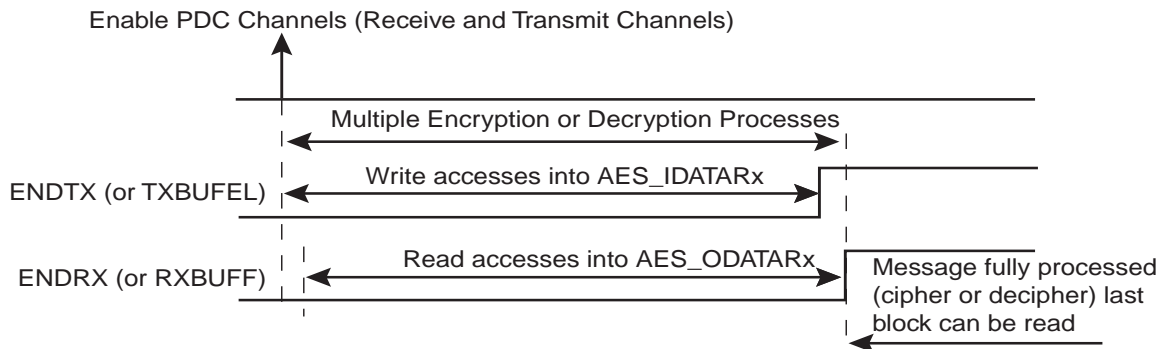 Enable PDC Channels (Receive and Transmit Channels)
Multiple Encryption or Decryption Processes
Write accesses into AES_IDATARx
ENDTX (or TXBUFEL)
Read accesses into AES_ODATARx
ENDRX (or RXBUFF)
Message fully processed
(cipher or decipher) last
block can be read